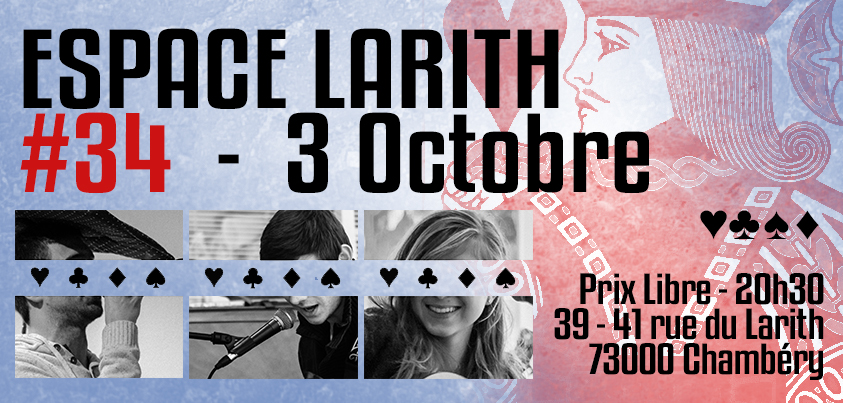 ESPACE LARITH
#34 - 3 Octobre
Prix Libre - 20h30
39 - 41 rue du Larith
73000 Chambéry